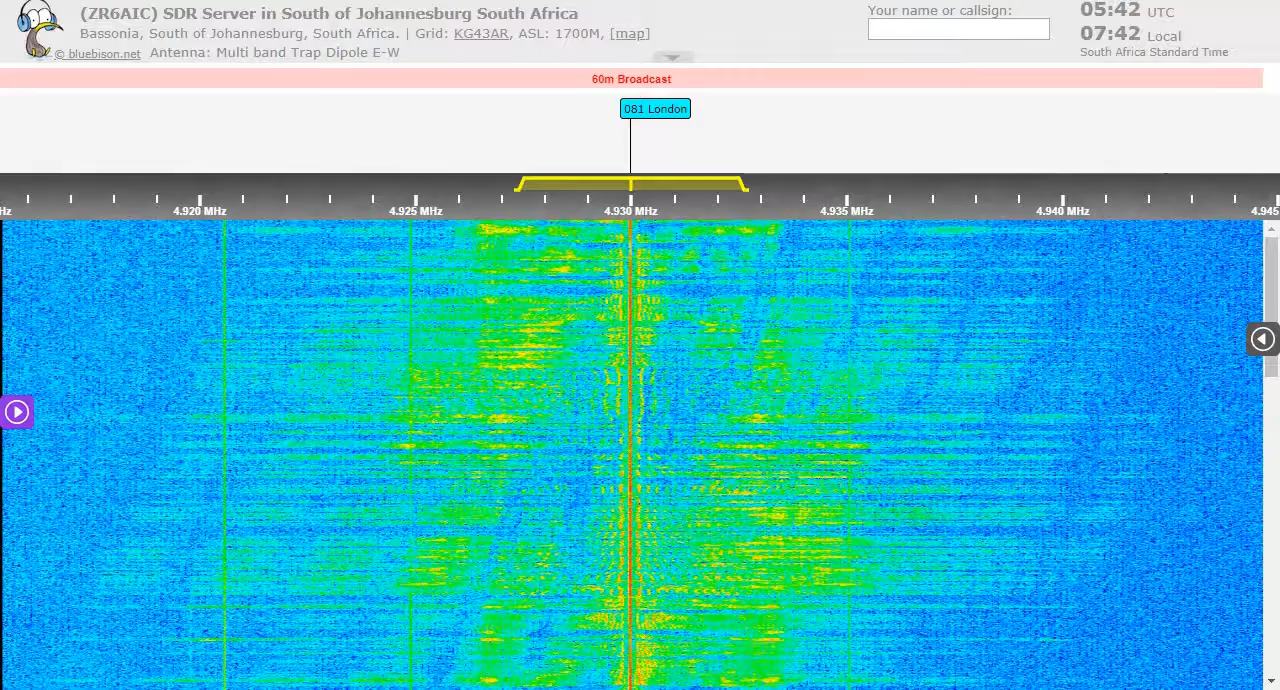 (ZR6AIC) SDR Server in South of Johannesburg South Africa
Bassonia, South of Johannesburg, South Africa. | Grid: KG43AR, ASL: 1700M, [map]
© bluebison.net Antenna: Multi band Trap Dipole E-W
Your name or callsign:
05:42 UTC
07:42 Local
South Africa Standard Time
60m Broadcast
081 London
Hz 4.920 MHz 4.925 MHz 4.930 MHz 4.935 MHz 4.940 MHz 4.945